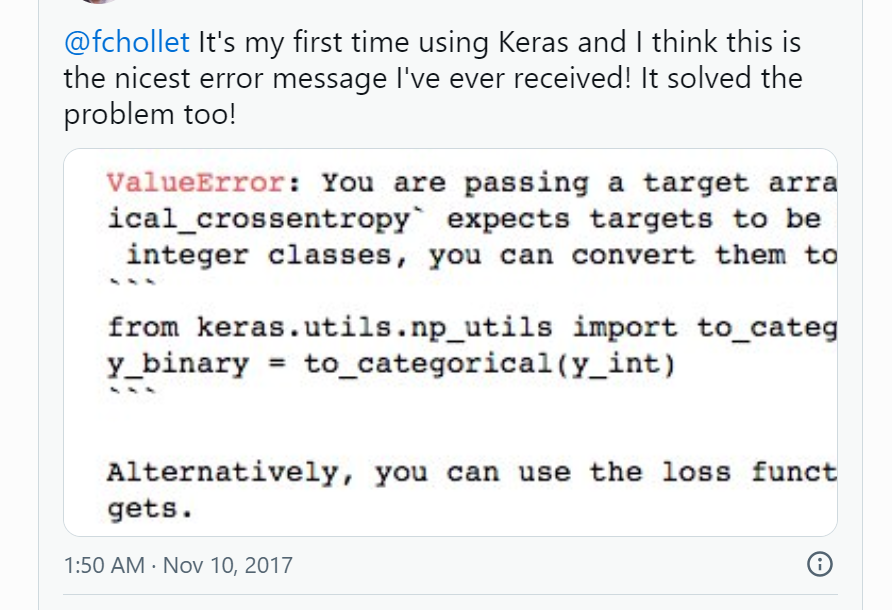 @fchollet It's my first time using Keras and I think this is
the nicest error message I've ever received! It solved the
problem too!
ValueError: You are passing a target arra
ical_crossentropy` expects targets to be
integer classes, you can convert them to
```
from keras.utils.np_utils import to_categ
y_binary = to_categorical(y_int)
```
Alternatively, you can use the loss funct
gets.
1:50 AM · Nov 10, 2017